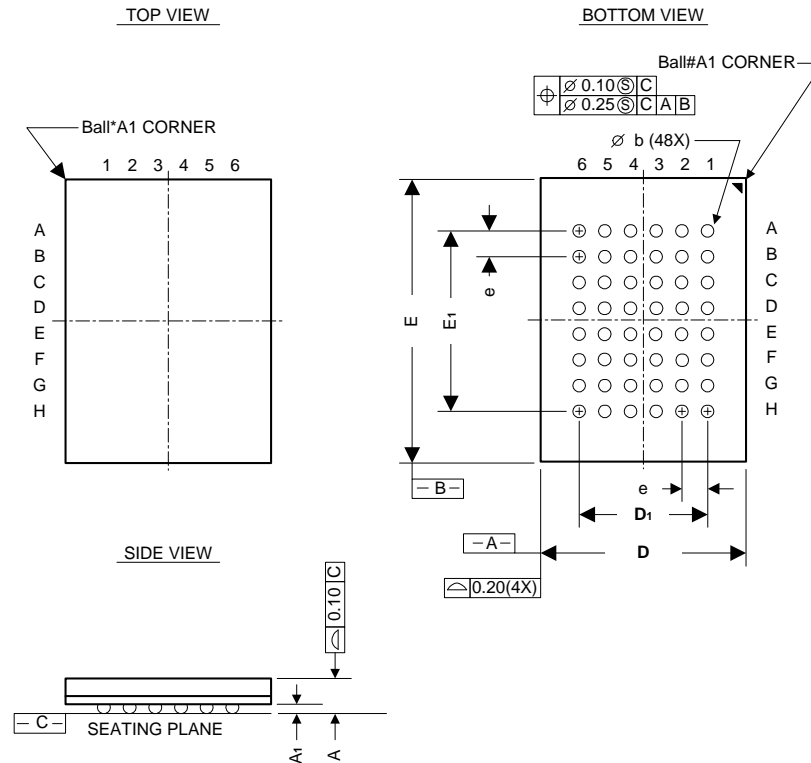 TOP VIEW
BOTTOM VIEW
Ball#A1 CORNER
⌀ 0.10 Ⓢ C
⌀ 0.25 Ⓢ C A B
Ball*A1 CORNER
⌀ b (48X)
1 2 3 4 5 6
6 5 4 3 2 1
A
B
C
D
E
F
G
H
A
B
C
D
E
F
G
H
e
E
E1
- B -
e
D1
- A -
D
0.20(4X)
SIDE VIEW
0.10 C
- C -
SEATING PLANE
A1
A